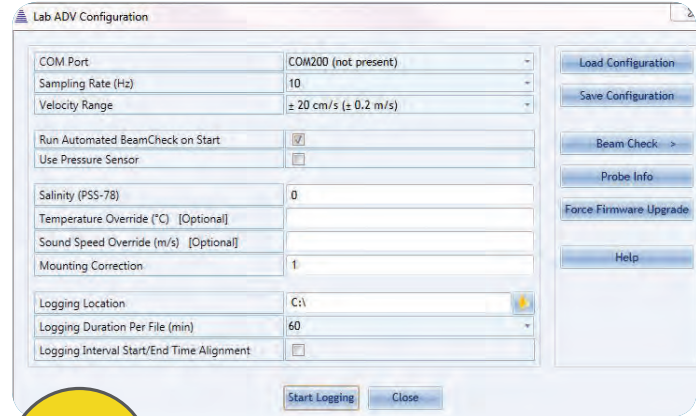 Lab ADV Configuration
COM Port COM200 (not present)
Sampling Rate (Hz) 10
Velocity Range ± 20 cm/s (± 0.2 m/s)
Run Automated BeamCheck on Start
Use Pressure Sensor
Salinity (PSS-78) 0
Temperature Override (°C) [Optional]
Sound Speed Override (m/s) [Optional]
Mounting Correction 1
Logging Location C:\
Logging Duration Per File (min) 60
Logging Interval Start/End Time Alignment
Load Configuration
Save Configuration
Beam Check >
Probe Info
Force Firmware Upgrade
Help
Start Logging Close